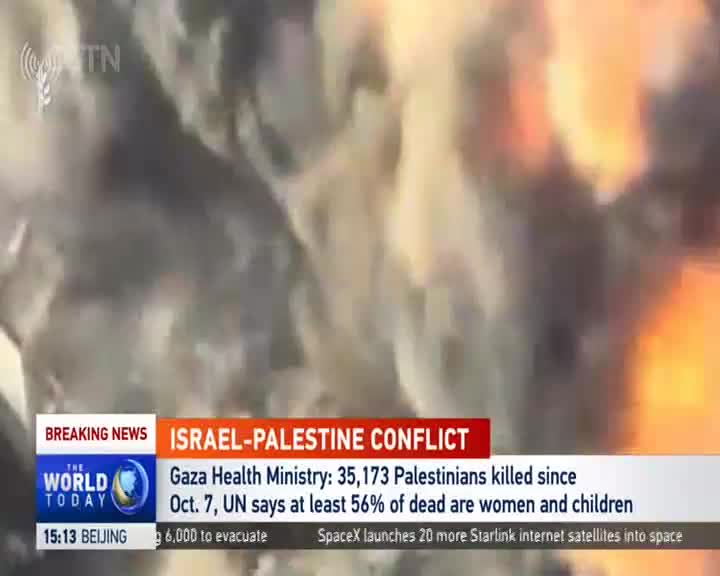 CGTN
BREAKING NEWS
ISRAEL-PALESTINE CONFLICT
THE
WORLD
TODAY
Gaza Health Ministry: 35,173 Palestinians killed since
Oct. 7, UN says at least 56% of dead are women and children
15:13 BEIJING
6,000 to evacuate
SpaceX launches 20 more Starlink internet satellites into space